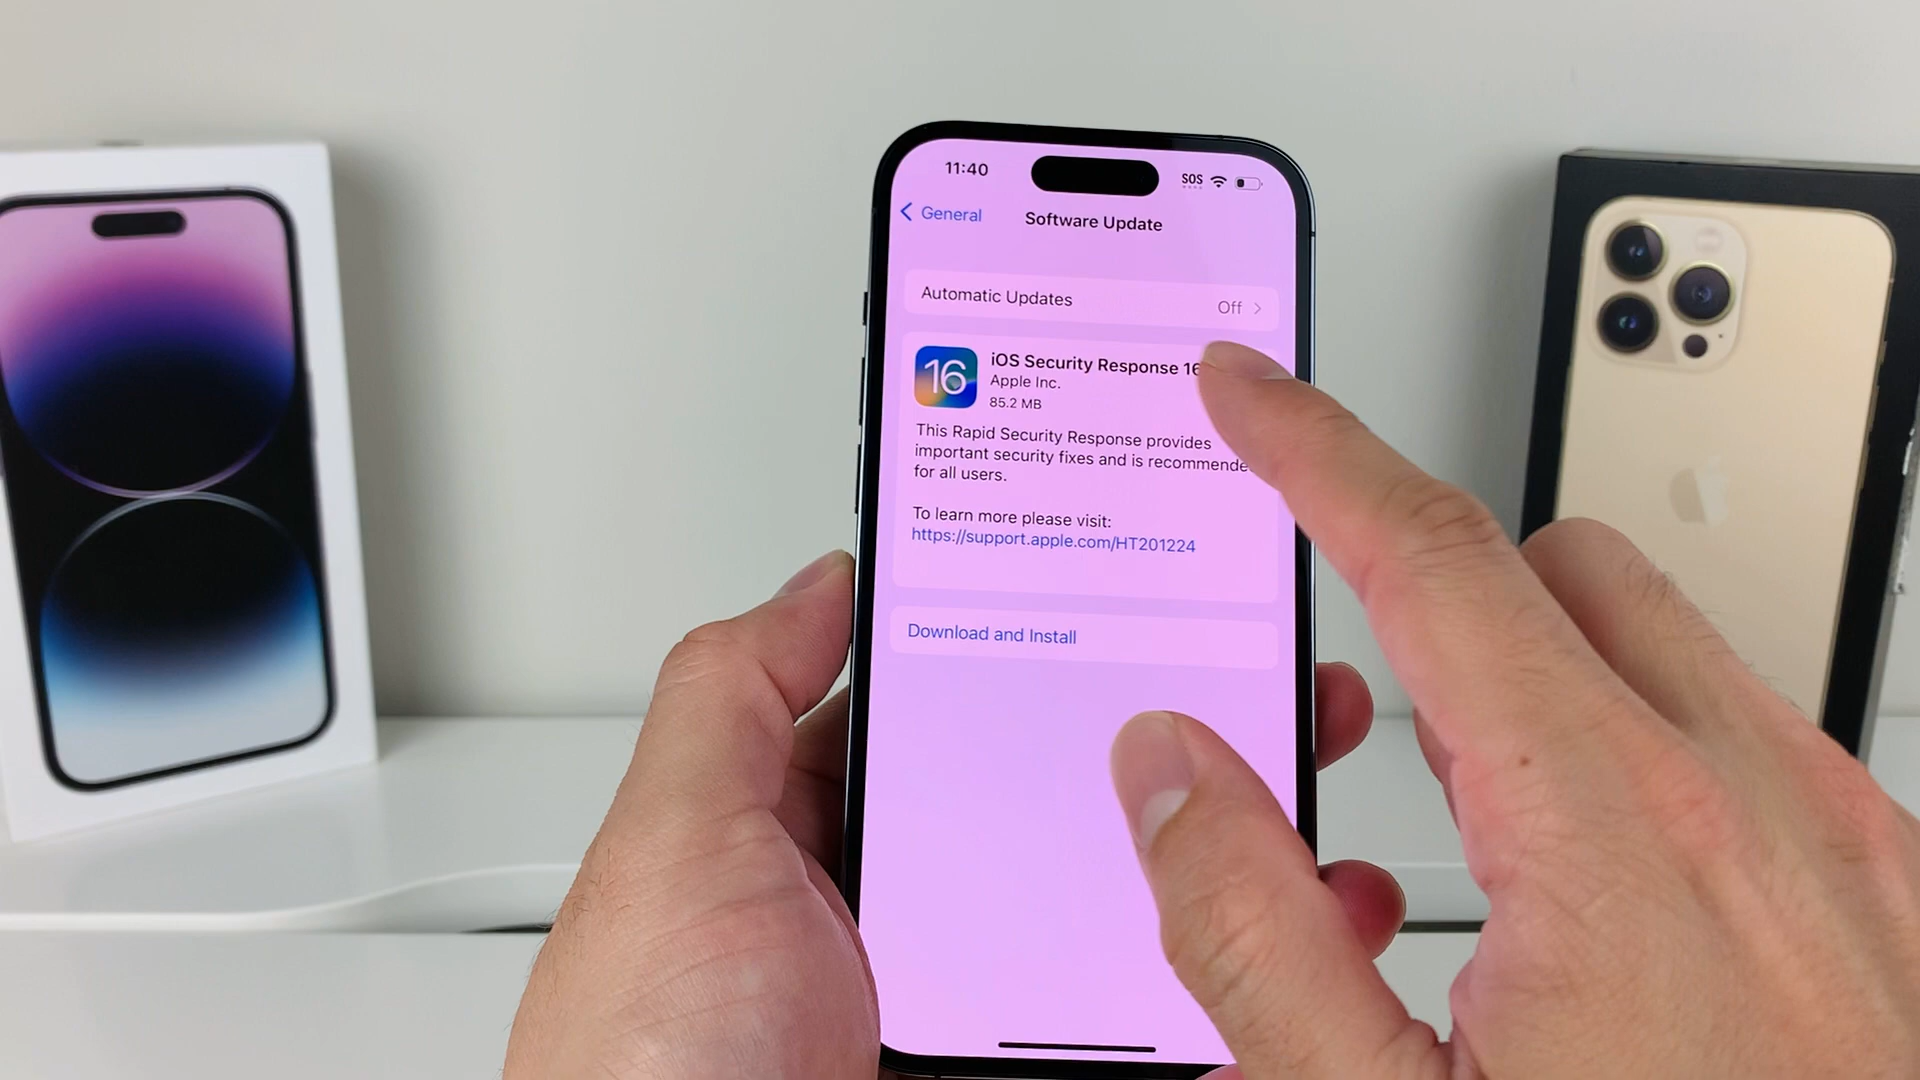 11:40
SOS
General
Software Update
Automatic Updates
Off
iOS Security Response 16
16
Apple Inc.
85.2 MB
This Rapid Security Response provides
important security fixes and is recommende
for all users.
To learn more please visit:
https://support.apple.com/HT201224
Download and Install